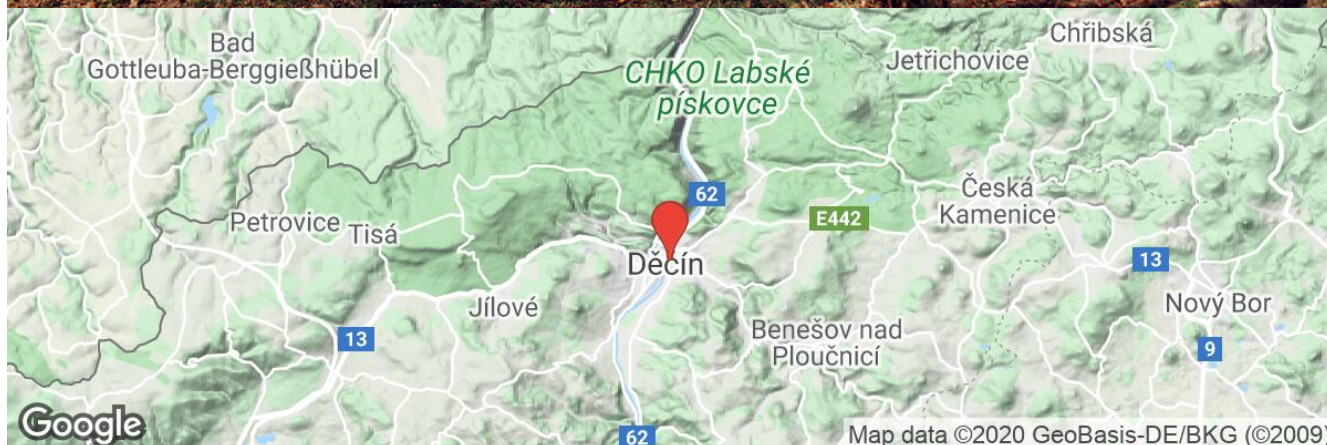 Bad
Gottleuba-Berggießhübel
CHKO Labské
pískovce
Chřibská
Jetřichovice
62
Česká
Kamenice
E442
Petrovice
Tisá
Děčín
13
Nový Bor
Jílové
Benešov nad
Ploučnicí
13
9
Google
62
Map data ©2020 GeoBasis-DE/BKG (©2009)